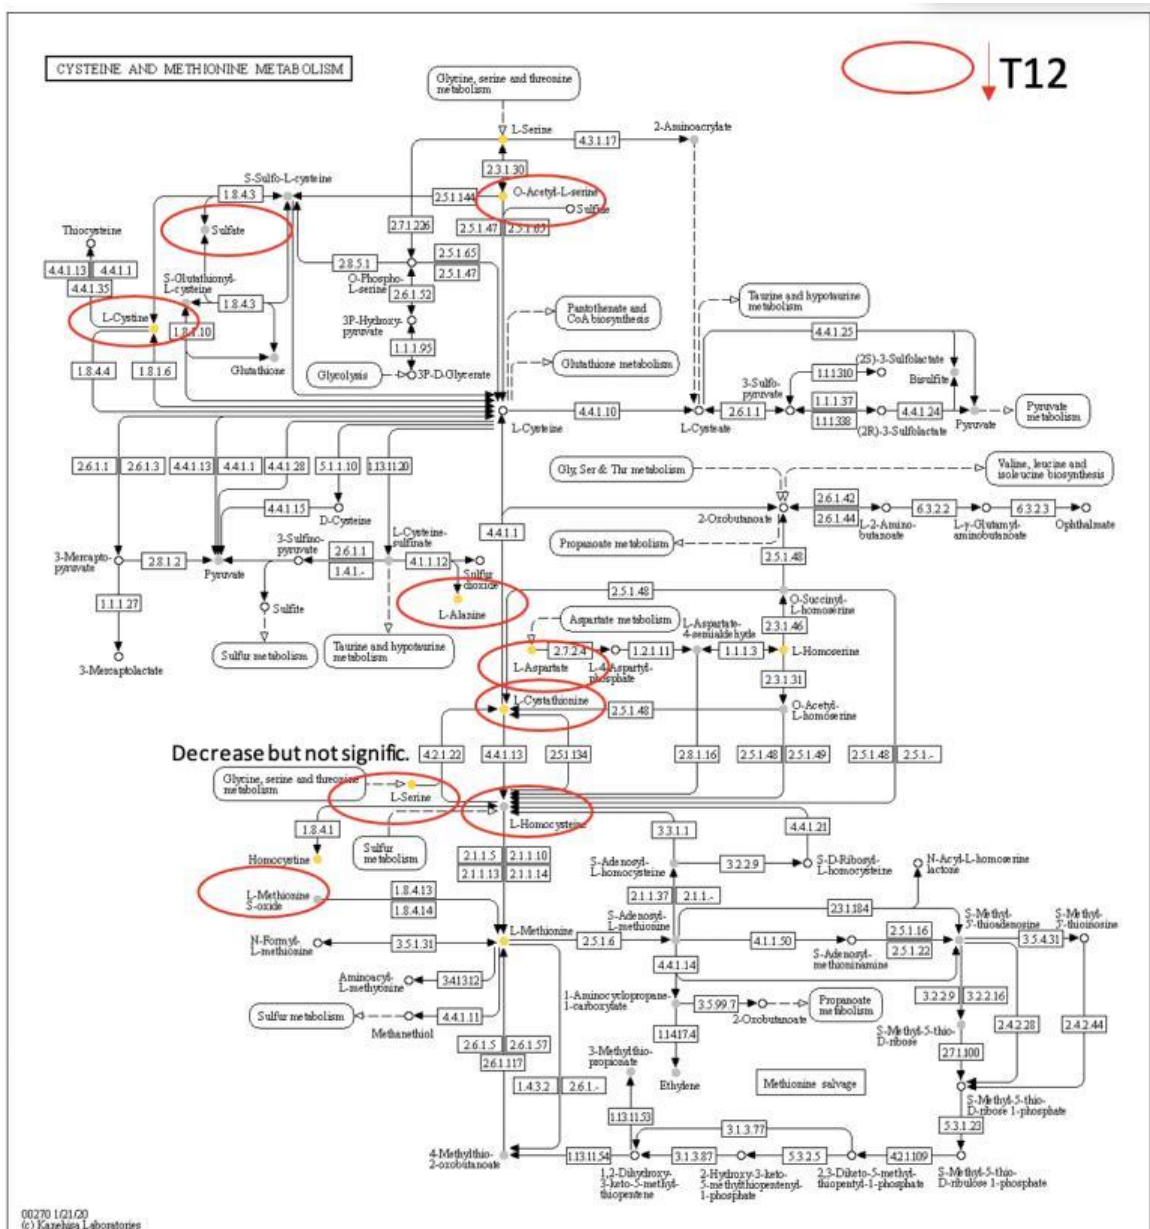 CYSTEINE AND METHIONINE METABOLISM
T12
Glycine, serine and threonine
metabolism
L-Serine
4.3.1.17
2-Aminoacrylate
2.3.1.30
S-Sulfo-L-cysteine
1.8.4.3
2.5.1.144
O-Acetyl-L-serine
Sulfide
Sulfate
2.7.1.226
2.5.1.47
2.5.1.65
Thiocysteine
4.4.1.13
4.4.1.1
4.4.1.35
S-Glutathionyl-
L-cysteine
2.8.5.1
2.5.1.65
2.5.1.47
O-Phospho-
L-serine
1.8.4.3
2.6.1.52
L-Cystine
1.8.1.10
3P-Hydroxy-
pyruvate
Pantothenate and
CoA biosynthesis
Taurine and hypotaurine
metabolism
4.4.1.25
1.8.4.4
1.8.1.6
Glutathione
1.1.1.95
Glycolysis
3P-D-Glycerate
Glutathione metabolism
(2S)-3-Sulfolactate
1.1.1.310
Bisulfite
3-Sulfo-
pyruvate
1.1.1.37
1.1.1.338
L-Cysteine
4.4.1.10
L-Cysteate
2.6.1.1
(2R)-3-Sulfolactate
4.4.1.24
Pyruvate
Pyruvate
metabolism
2.6.1.1
2.6.1.3
4.4.1.13
4.4.1.1
4.4.1.28
5.1.1.10
1.13.11.20
Gly, Ser & Thr metabolism
Valine, leucine and
isoleucine biosynthesis
4.4.1.15
D-Cysteine
4.4.1.1
2-Oxobutanoate
2.6.1.42
2.6.1.44
L-2-Amino-
butanoate
6.3.2.2
L-γ-Glutamyl-
aminobutanoate
6.3.2.3
Ophthalmate
3-Mercapto-
pyruvate
2.8.1.2
Pyruvate
3-Sulfino-
pyruvate
2.6.1.1
1.4.1.-
L-Cysteine-
sulfinate
4.1.1.12
Sulfur
dioxide
Propanoate metabolism
2.5.1.48
1.1.1.27
Sulfite
L-Alanine
2.5.1.48
O-Succinyl-
L-homoserine
3-Mercaptolactate
Sulfur metabolism
Taurine and hypotaurine
metabolism
Aspartate metabolism
L-Aspartate-
4-semialdehyde
2.3.1.46
L-Aspartate
2.7.2.4
L-4-Aspartyl-
phosphate
1.2.1.11
1.1.1.3
L-Homoserine
2.3.1.31
L-Cystathionine
2.5.1.48
O-Acetyl-
L-homoserine
Decrease but not signific.
4.2.1.22
4.4.1.13
2.5.1.134
2.8.1.16
2.5.1.48
2.5.1.49
2.5.1.48
2.5.1.-
Glycine, serine and threonine
metabolism
L-Serine
L-Homocysteine
1.8.4.1
Sulfur
metabolism
3.3.1.1
4.4.1.21
Homocystine
2.1.1.5
2.1.1.10
2.1.1.13
2.1.1.14
S-Adenosyl-
L-homocysteine
3.2.2.9
S-D-Ribosyl-
L-homocysteine
N-Acyl-L-homoserine
lactone
L-Methionine
S-oxide
1.8.4.13
1.8.4.14
2.1.1.37
2.1.1.-
2.3.1.184
N-Formyl-
L-methionine
3.5.1.31
L-Methionine
2.5.1.6
S-Adenosyl-
L-methionine
4.1.1.50
S-Adenosyl-
methioninamine
2.5.1.16
2.5.1.22
S-Methyl-
5'-thioadenosine
3.5.4.31
S-Methyl-
5'-thioinosine
Aminoacyl-
L-methyonine
3.4.13.12
4.4.1.14
Sulfur metabolism
Methanethiol
4.4.1.11
1-Aminocyclopropane-
1-carboxylate
3.5.99.7
2-Oxobutanoate
Propanoate
metabolism
3.2.2.9
3.2.2.16
2.4.2.28
2.4.2.44
S-Methyl-5-thio-
D-ribose
2.6.1.5
2.6.1.57
2.6.1.117
1.14.17.4
2.7.1.100
1.4.3.2
2.6.1.-
3-Methylthio-
propionate
Ethylene
Methionine salvage
S-Methyl-5-thio-
D-ribose 1-phosphate
1.13.11.53
3.1.3.77
5.3.1.23
4-Methylthio-
2-oxobutanoate
1.13.11.54
1,2-Dihydroxy-
3-keto-5-methyl-
thiopentene
3.1.3.87
2-Hydroxy-3-keto-
5-methylthiopentenyl-
1-phosphate
5.3.2.5
2,3-Diketo-5-methyl-
thiopentyl-1-phosphate
4.2.1.109
S-Methyl-5-thio-
D-ribulose 1-phosphate
00270 1/21/20
(c) Kanehisa Laboratories